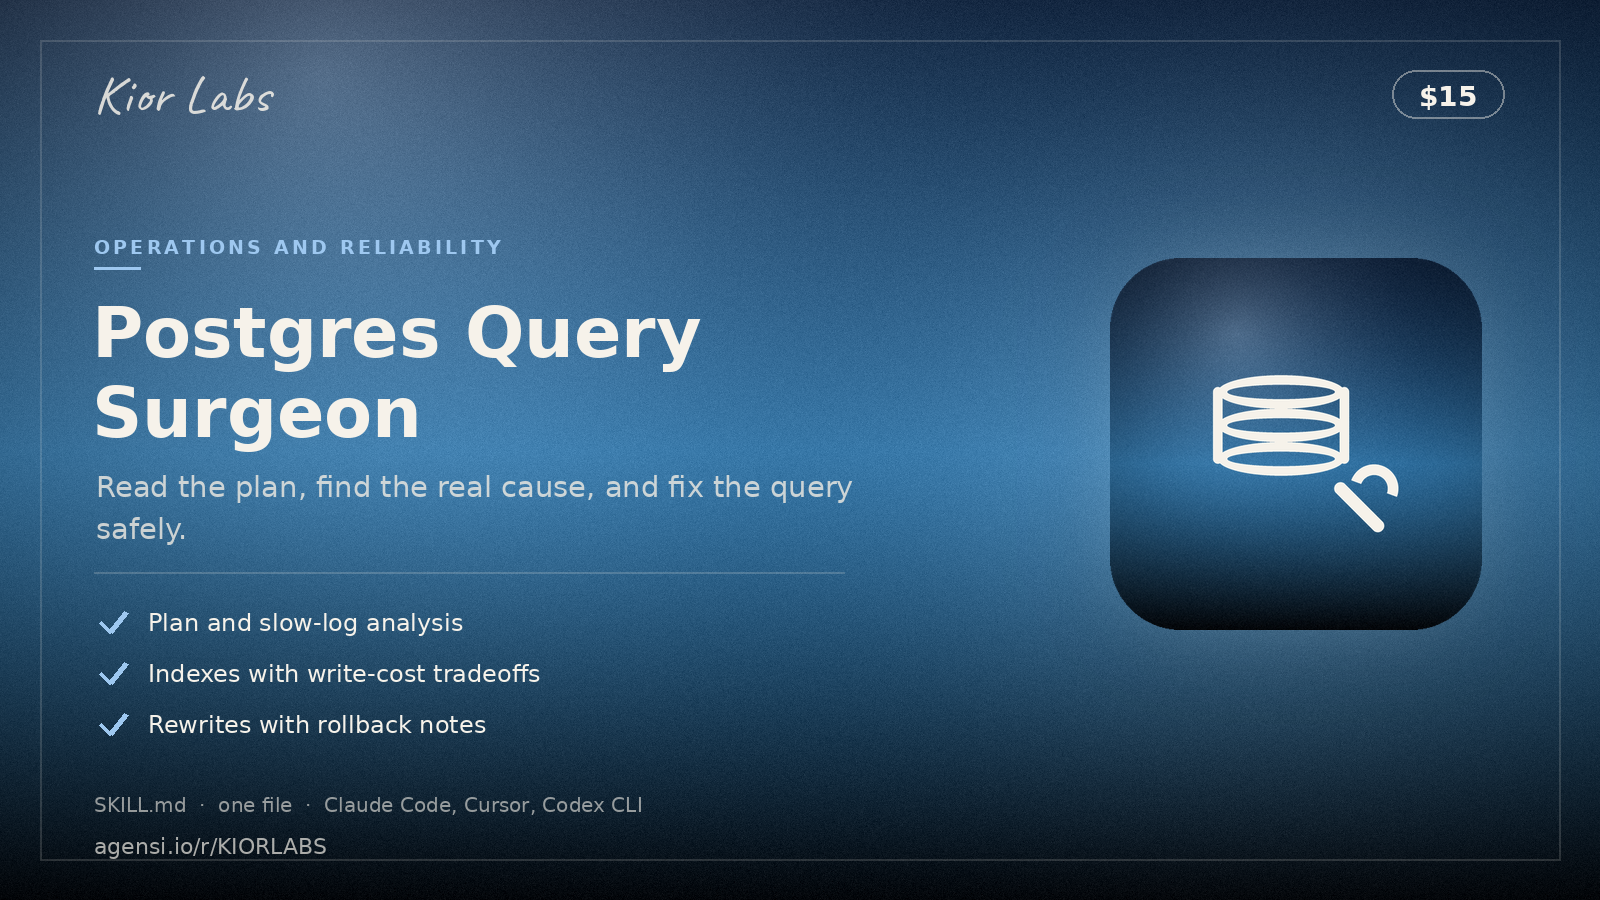 Kior Labs
$15
OPERATIONS AND RELIABILITY
Postgres Query
Surgeon
Read the plan, find the real cause, and fix the query
safely.
Plan and slow-log analysis
Indexes with write-cost tradeoffs
Rewrites with rollback notes
SKILL.md · one file · Claude Code, Cursor, Codex CLI
agensi.io/r/KIORLABS